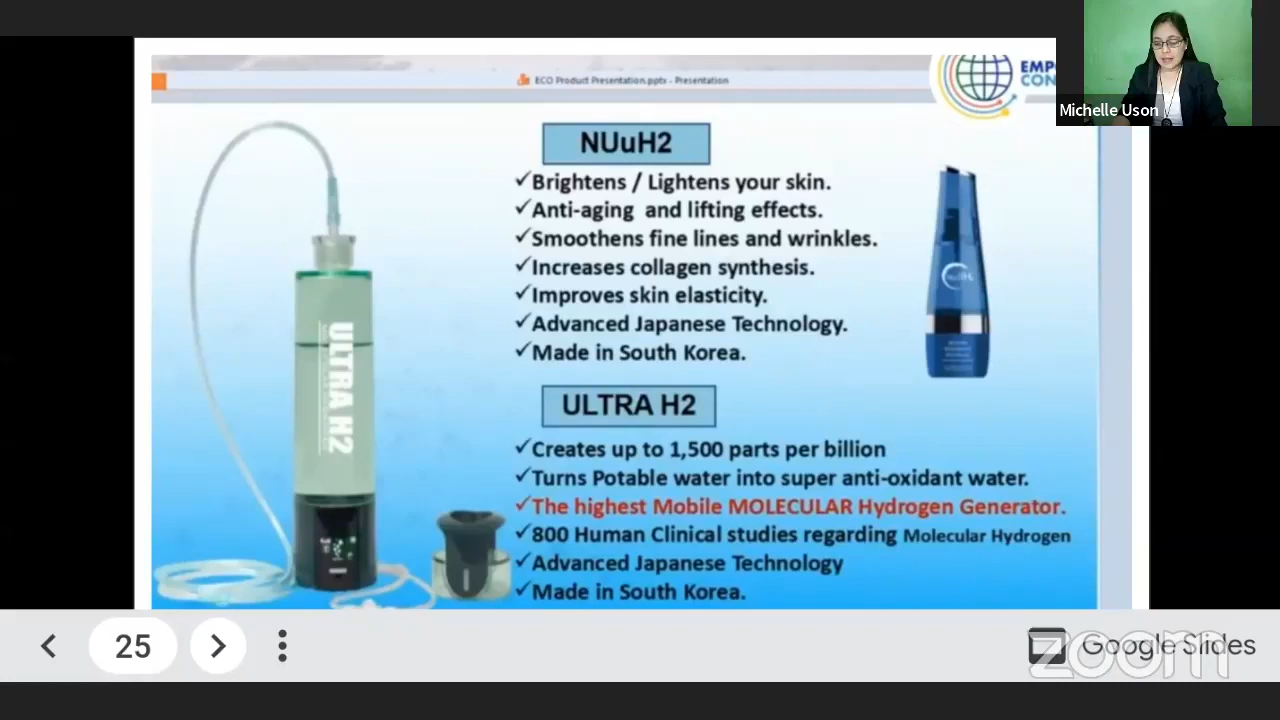 ECO Product Presentation.pptx - Presentation
Michelle Uson
NUuH2
✓Brightens / Lightens your skin.
✓Anti-aging and lifting effects.
✓Smoothens fine lines and wrinkles.
✓Increases collagen synthesis.
✓Improves skin elasticity.
✓Advanced Japanese Technology.
✓Made in South Korea.
ULTRA H2
ULTRA H2
✓Creates up to 1,500 parts per billion
✓Turns Potable water into super anti-oxidant water.
✓The highest Mobile MOLECULAR Hydrogen Generator.
✓800 Human Clinical studies regarding Molecular Hydrogen
✓Advanced Japanese Technology
✓Made in South Korea.
25
Google Slides
zoom